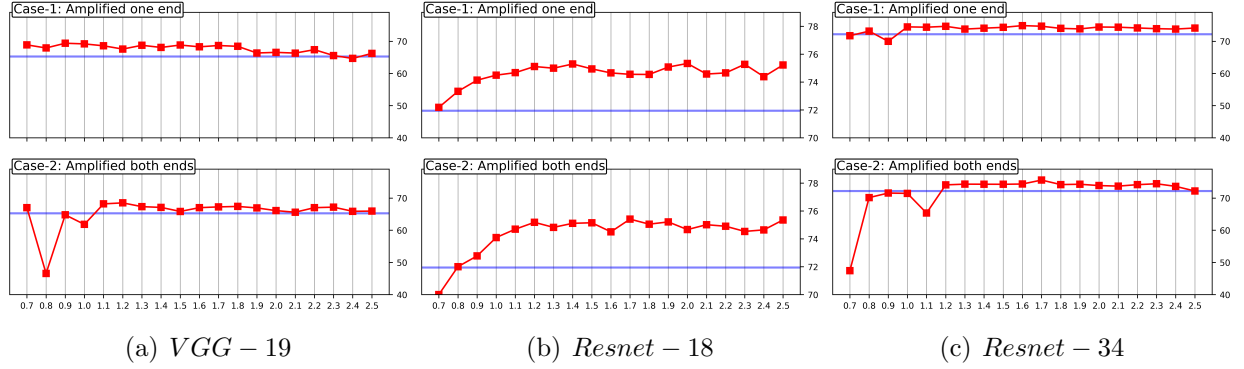 Case-1: Amplified one end
70
60
50
40
Case-2: Amplified both ends
70
60
50
40
0.7 0.8 0.9 1.0 1.1 1.2 1.3 1.4 1.5 1.6 1.7 1.8 1.9 2.0 2.1 2.2 2.3 2.4 2.5
(a) VGG − 19
Case-1: Amplified one end
78
76
74
72
70
Case-2: Amplified both ends
78
76
74
72
70
0.7 0.8 0.9 1.0 1.1 1.2 1.3 1.4 1.5 1.6 1.7 1.8 1.9 2.0 2.1 2.2 2.3 2.4 2.5
(b) Resnet − 18
Case-1: Amplified one end
70
60
50
40
Case-2: Amplified both ends
70
60
50
40
0.7 0.8 0.9 1.0 1.1 1.2 1.3 1.4 1.5 1.6 1.7 1.8 1.9 2.0 2.1 2.2 2.3 2.4 2.5
(c) Resnet − 34